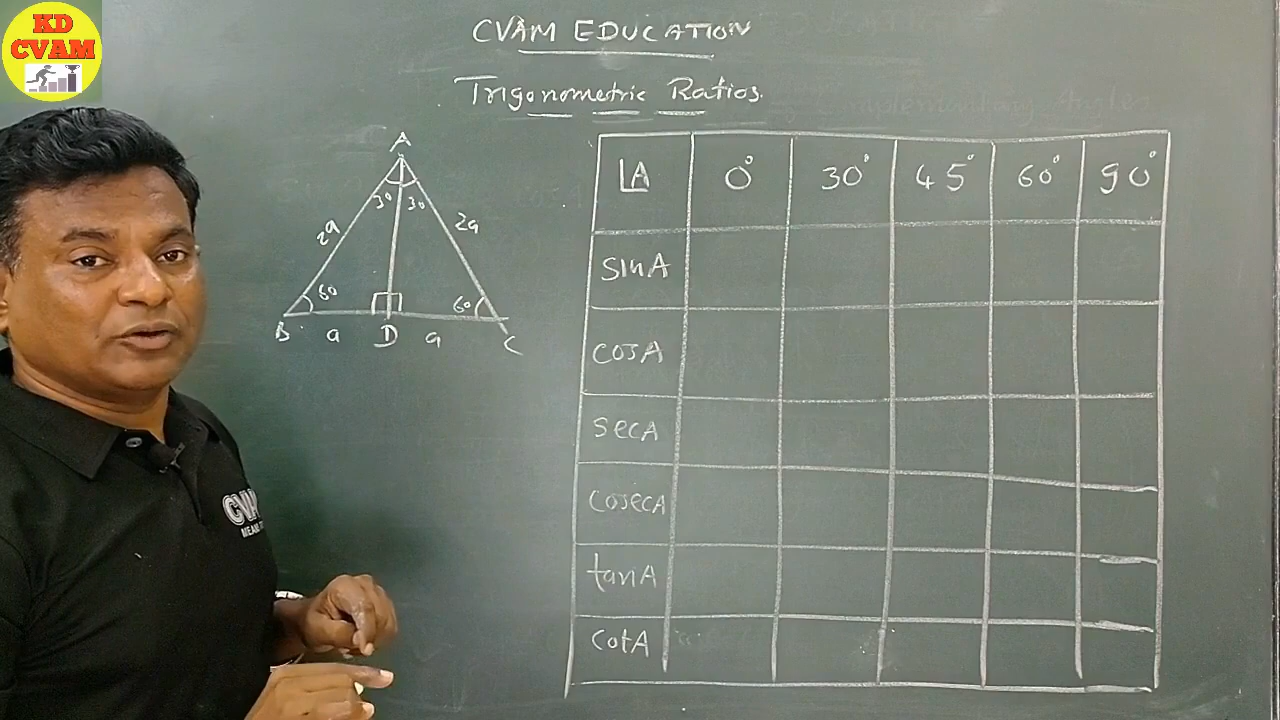 KD
CVAM
CVAM EDUCATION
Trigonometric Ratios.
A
30 30
2a 2a
60 60
B a D a C
∠A 0° 30° 45° 60° 90°
sinA
cosA
secA
cosecA
tanA
cotA